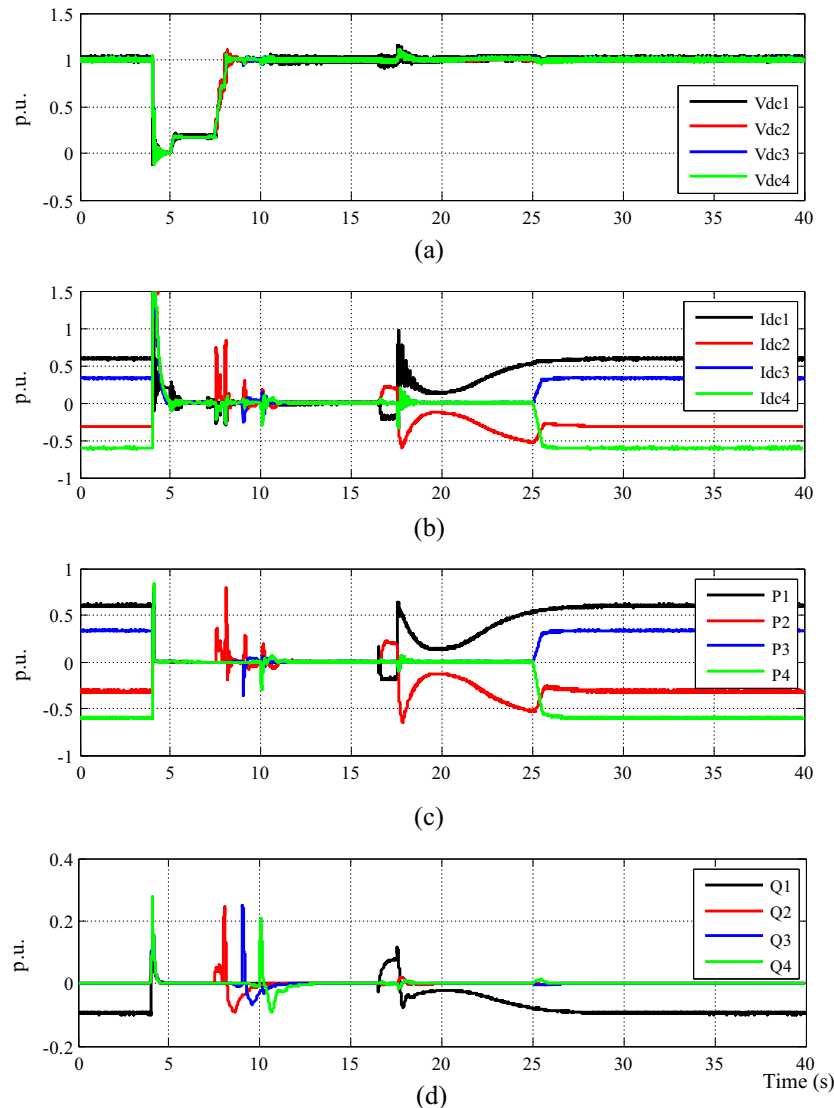 1.5
1
0.5
0
-0.5
p.u.
Vdc1
Vdc2
Vdc3
Vdc4
0 5 10 15 20 25 30 35 40
(a)
1.5
1
0.5
0
-0.5
-1
p.u.
Idc1
Idc2
Idc3
Idc4
0 5 10 15 20 25 30 35 40
(b)
1
0.5
0
-0.5
-1
p.u.
P1
P2
P3
P4
0 5 10 15 20 25 30 35 40
(c)
0.4
0.2
0
-0.2
p.u.
Q1
Q2
Q3
Q4
0 5 10 15 20 25 30 35 40
Time (s)
(d)